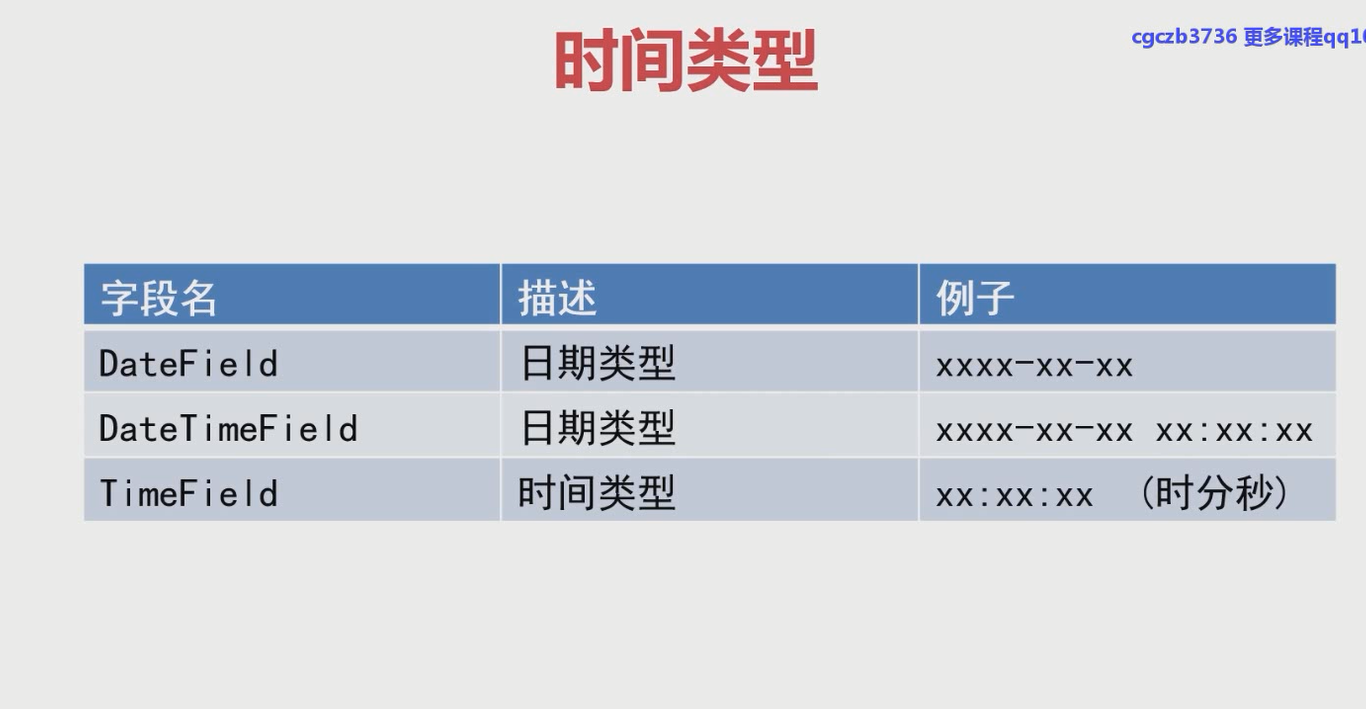 时间类型
cgczb3736 更多课程qq1
字段名 描述 例子
DateField 日期类型 xxxx-xx-xx
DateTimeField 日期类型 xxxx-xx-xx xx:xx:xx
TimeField 时间类型 xx:xx:xx (时分秒)